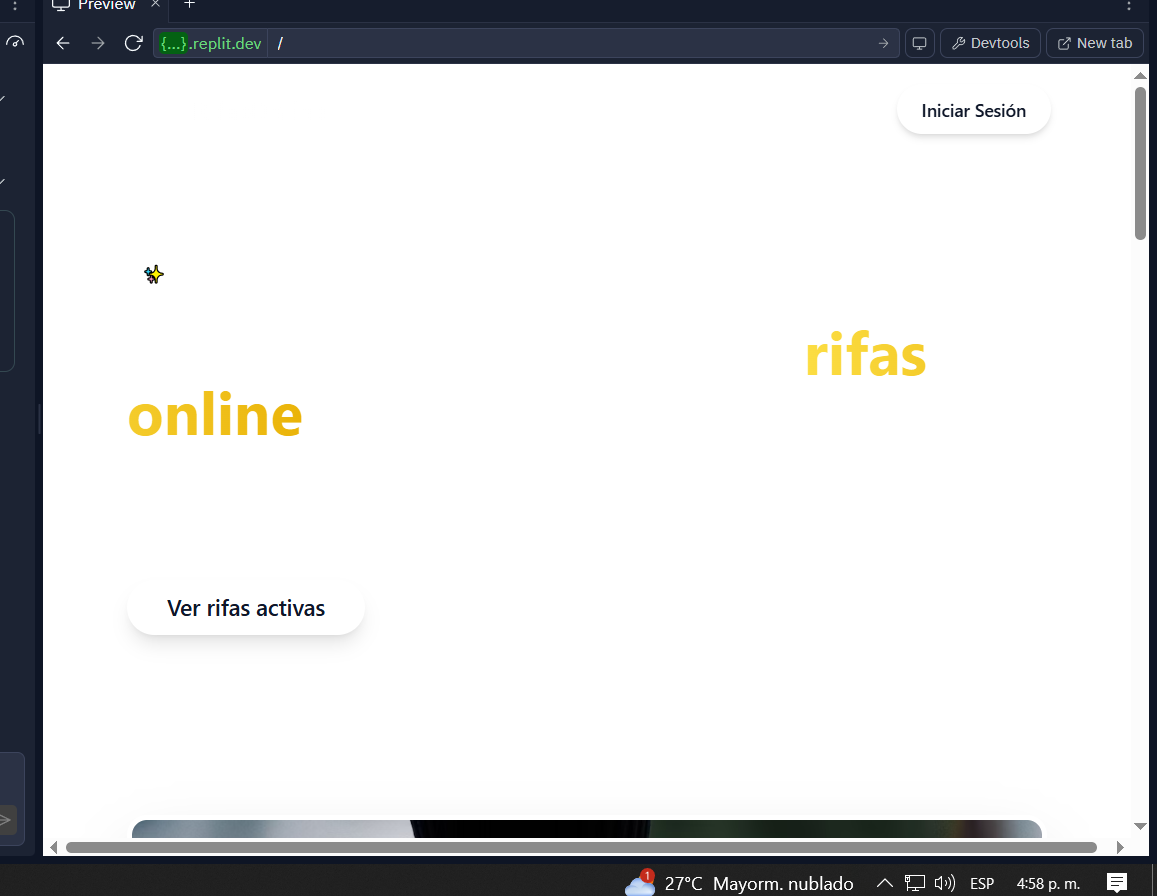 Preview
{...}.replit.dev /
Devtools
New tab
Iniciar Sesión
rifas
online
Ver rifas activas
1
27°C Mayorm. nublado
ESP
4:58 p. m.